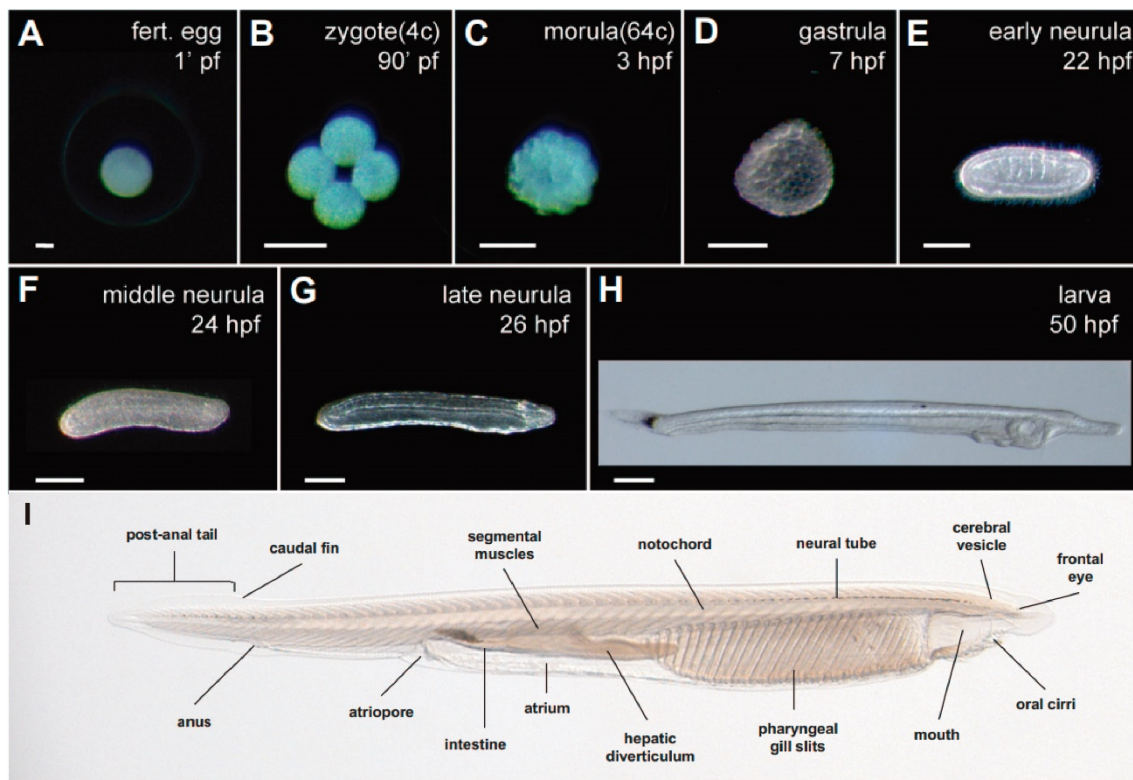 A
fert. egg
1' pf
B
zygote(4c)
90' pf
C
morula(64c)
3 hpf
D
gastrula
7 hpf
E
early neurula
22 hpf
F
middle neurula
24 hpf
G
late neurula
26 hpf
H
larva
50 hpf
I
post-anal tail
caudal fin
segmental
muscles
notochord
neural tube
cerebral
vesicle
frontal
eye
anus
atriopore
intestine
atrium
hepatic
diverticulum
pharyngeal
gill slits
mouth
oral cirri